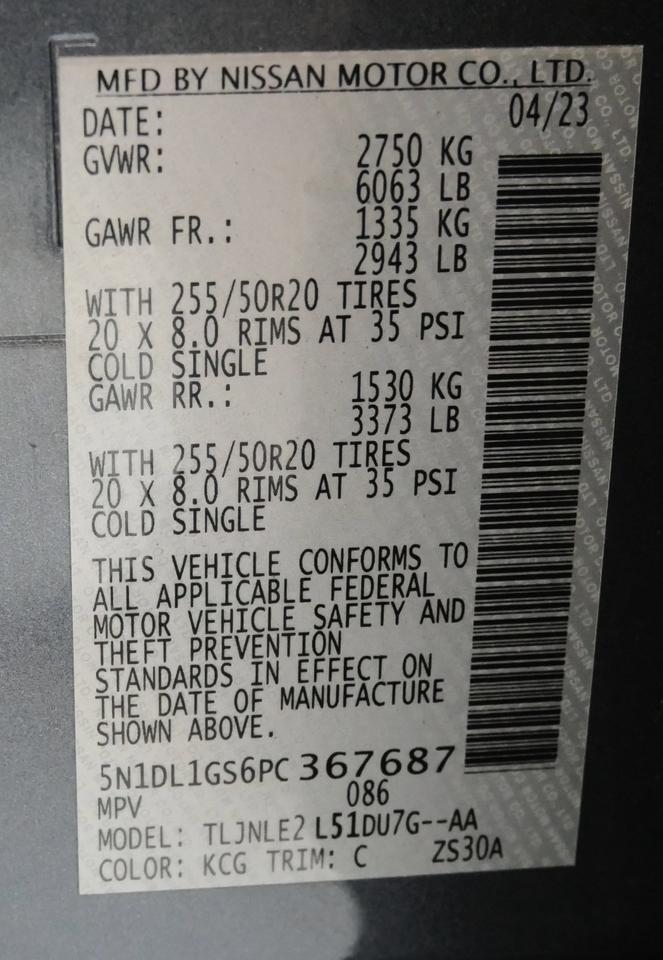 MFD BY NISSAN MOTOR CO., LTD.
DATE: 04/23
GVWR: 2750 KG
6063 LB
GAWR FR.: 1335 KG
2943 LB
WITH 255/50R20 TIRES
20 X 8.0 RIMS AT 35 PSI
COLD SINGLE
GAWR RR.: 1530 KG
3373 LB
WITH 255/50R20 TIRES
20 X 8.0 RIMS AT 35 PSI
COLD SINGLE
THIS VEHICLE CONFORMS TO
ALL APPLICABLE FEDERAL
MOTOR VEHICLE SAFETY AND
THEFT PREVENTION
STANDARDS IN EFFECT ON
THE DATE OF MANUFACTURE
SHOWN ABOVE.
5N1DL1GS6PC 367687
MPV 086
MODEL: TLJNLE2 L51DU7G--AA
COLOR: KCG TRIM: C ZS30A